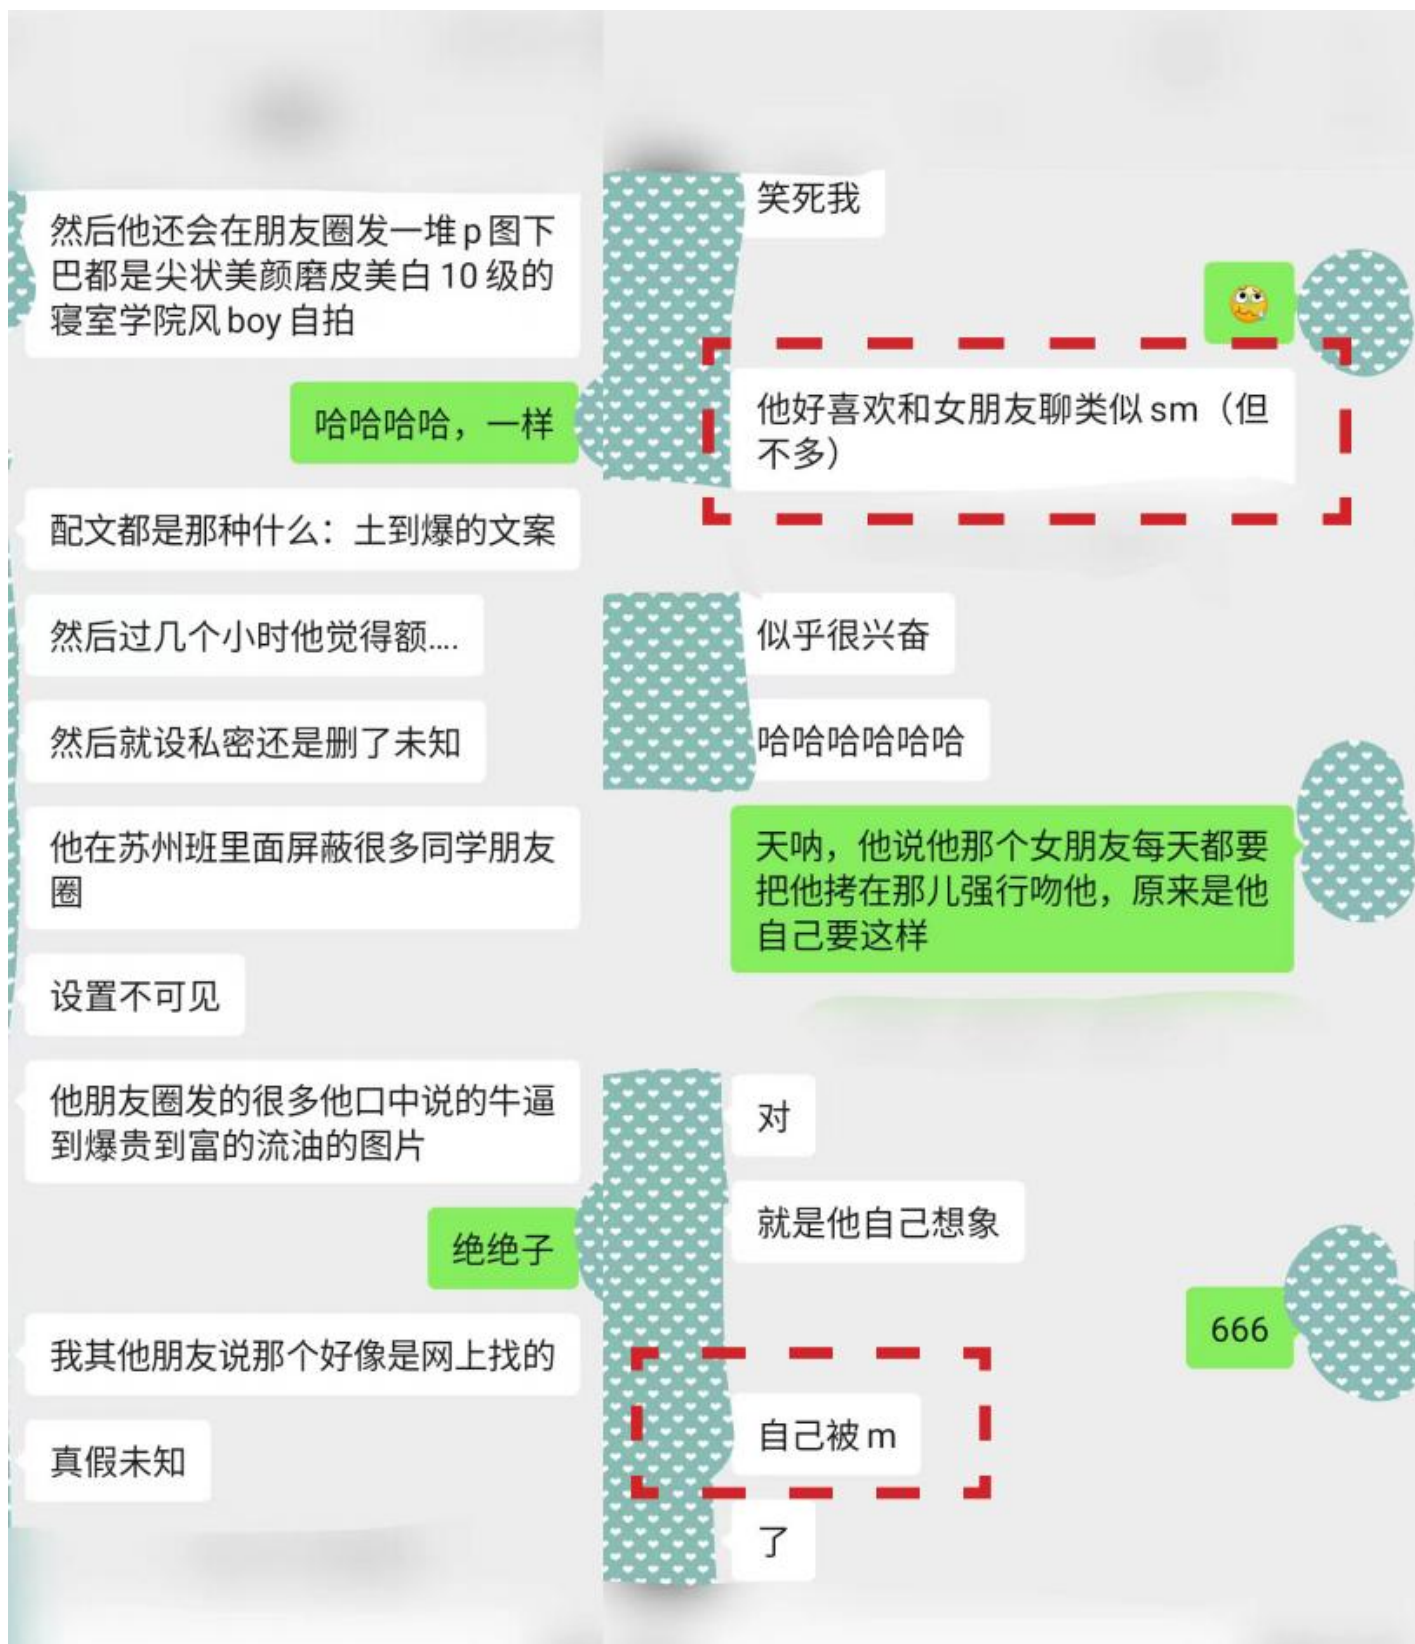 然后他还会在朋友圈发一堆p图下
巴都是尖状美颜磨皮美白10级的
寝室学院风boy自拍
哈哈哈哈，一样
配文都是那种什么：土到爆的文案
然后过几个小时他觉得额....
然后就设私密还是删了未知
他在苏州班里面屏蔽很多同学朋友
圈
设置不可见
他朋友圈发的很多他口中说的牛逼
到爆贵到富的流油的图片
绝绝子
我其他朋友说那个好像是网上找的
真假未知
笑死我
他好喜欢和女朋友聊类似sm（但
不多）
似乎很兴奋
哈哈哈哈哈哈
天呐，他说他那个女朋友每天都要
把他拷在那儿强行吻他，原来是他
自己要这样
对
就是他自己想象
666
自己被m
了